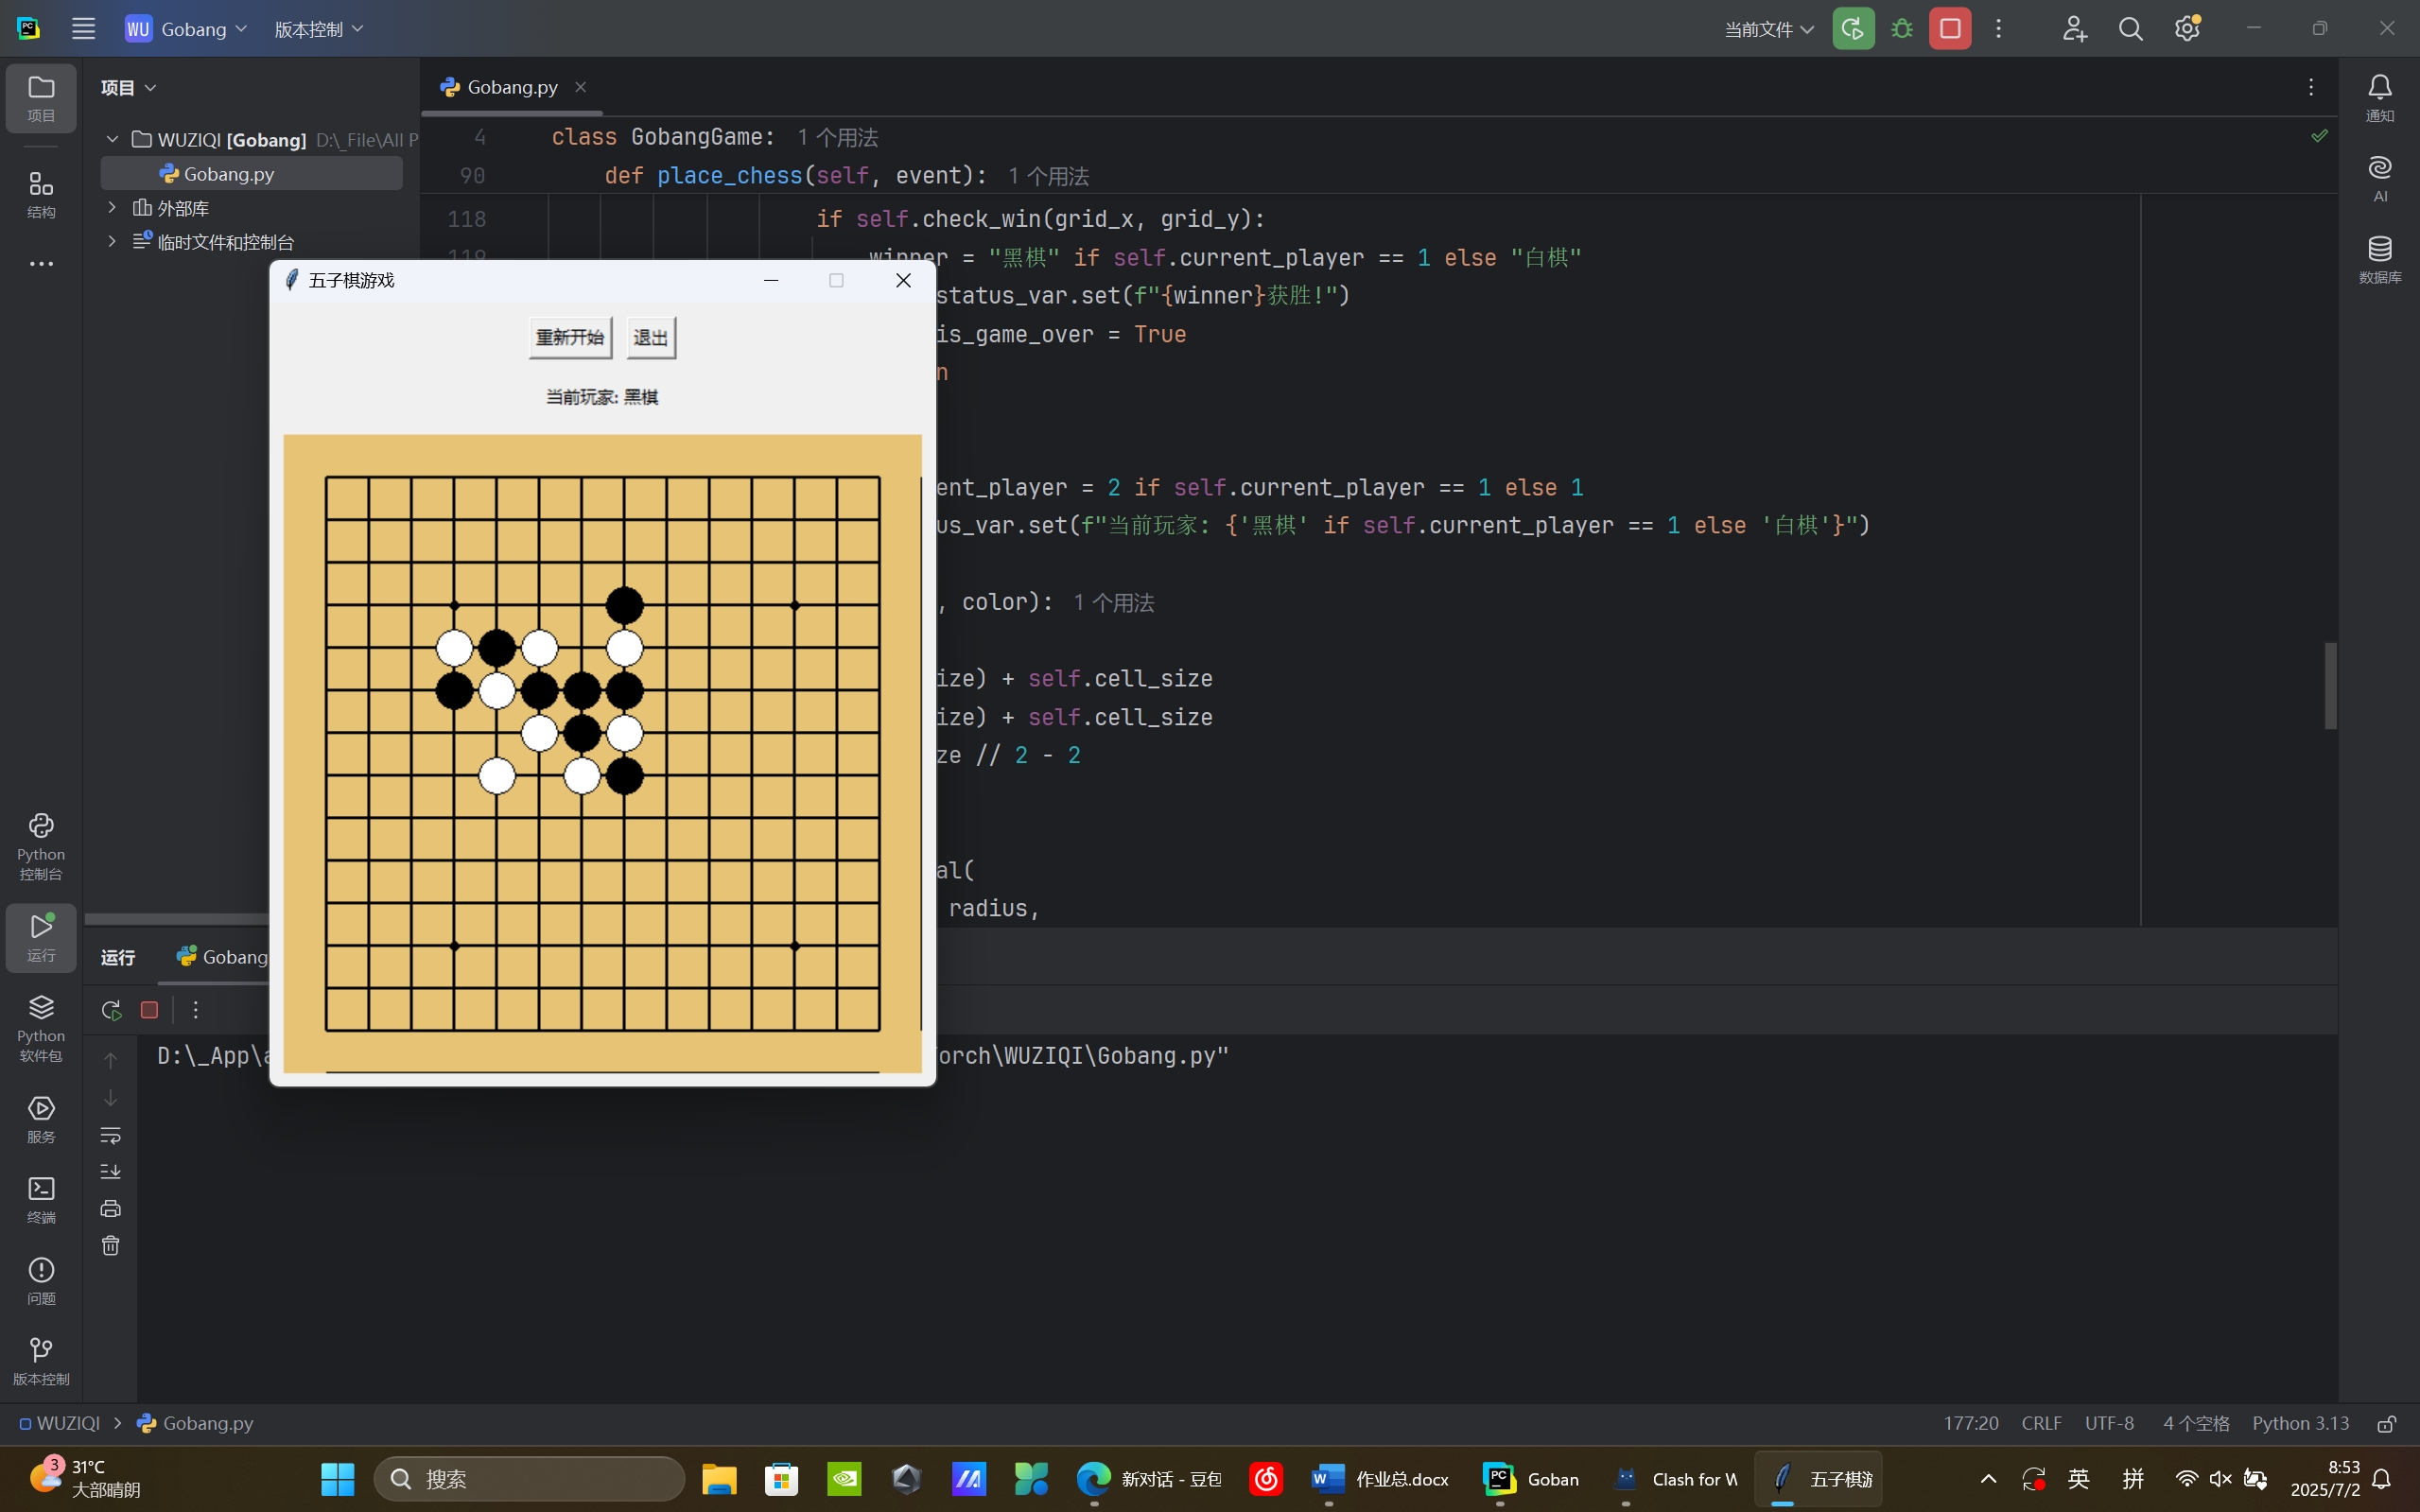 WU Gobang 版本控制 当前文件
项目
项目
Gobang.py
通知
WUZIQI [Gobang] D:\_File\All P
Gobang.py
外部库
临时文件和控制台
结构
AI
数据库
4 class GobangGame: 1 个用法
90 def place_chess(self, event): 1 个用法
118 if self.check_win(grid_x, grid_y):
119 winner = "黑棋" if self.current_player == 1 else "白棋"
status_var.set(f"{winner}获胜!")
is_game_over = True
n
ent_player = 2 if self.current_player == 1 else 1
us_var.set(f"当前玩家: {'黑棋' if self.current_player == 1 else '白棋'}")
, color): 1 个用法
ize) + self.cell_size
ize) + self.cell_size
ze // 2 - 2
al(
radius,
五子棋游戏
重新开始 退出
当前玩家: 黑棋
Python 控制台
运行
Python 软件包
服务
终端
问题
版本控制
运行 Gobang
D:\_App\a
orch\WUZIQI\Gobang.py"
WUZIQI > Gobang.py
177:20 CRLF UTF-8 4 个空格 Python 3.13
3 31°C
大部晴朗
搜索
新对话 - 豆包
作业总.docx
Goban
Clash for W
五子棋游
英 拼
8:53
2025/7/2